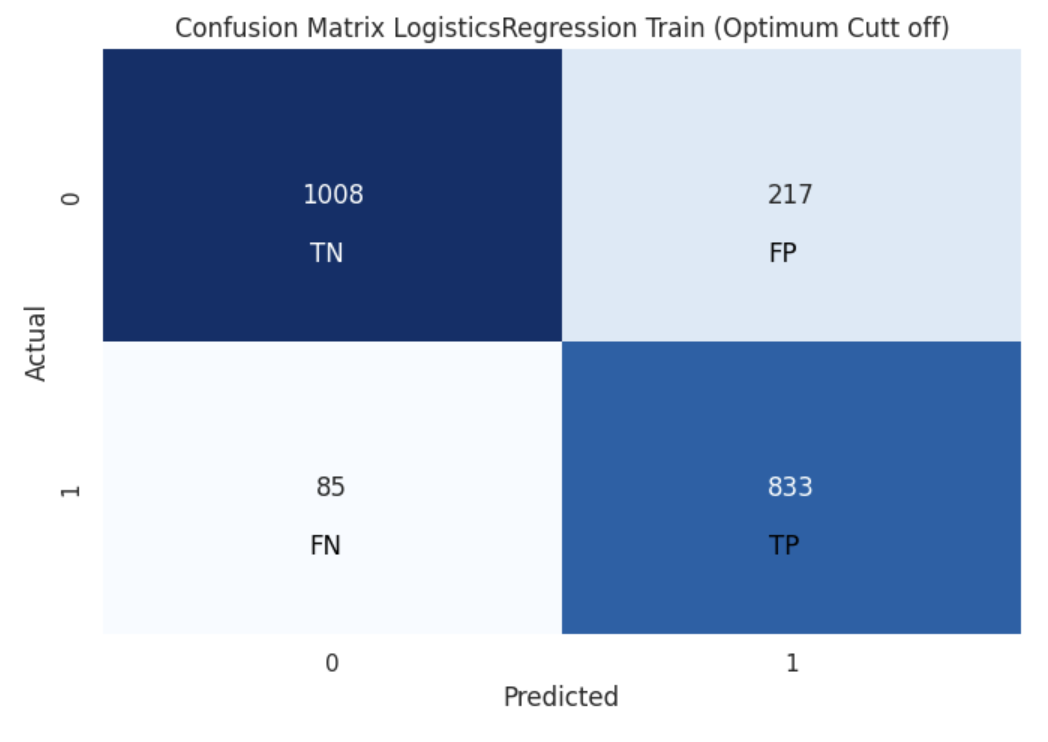 Confusion Matrix LogisticsRegression Train (Optimum Cutt off)
0
1008
217
TN
FP
Actual
1
85
833
FN
TP
0
1
Predicted